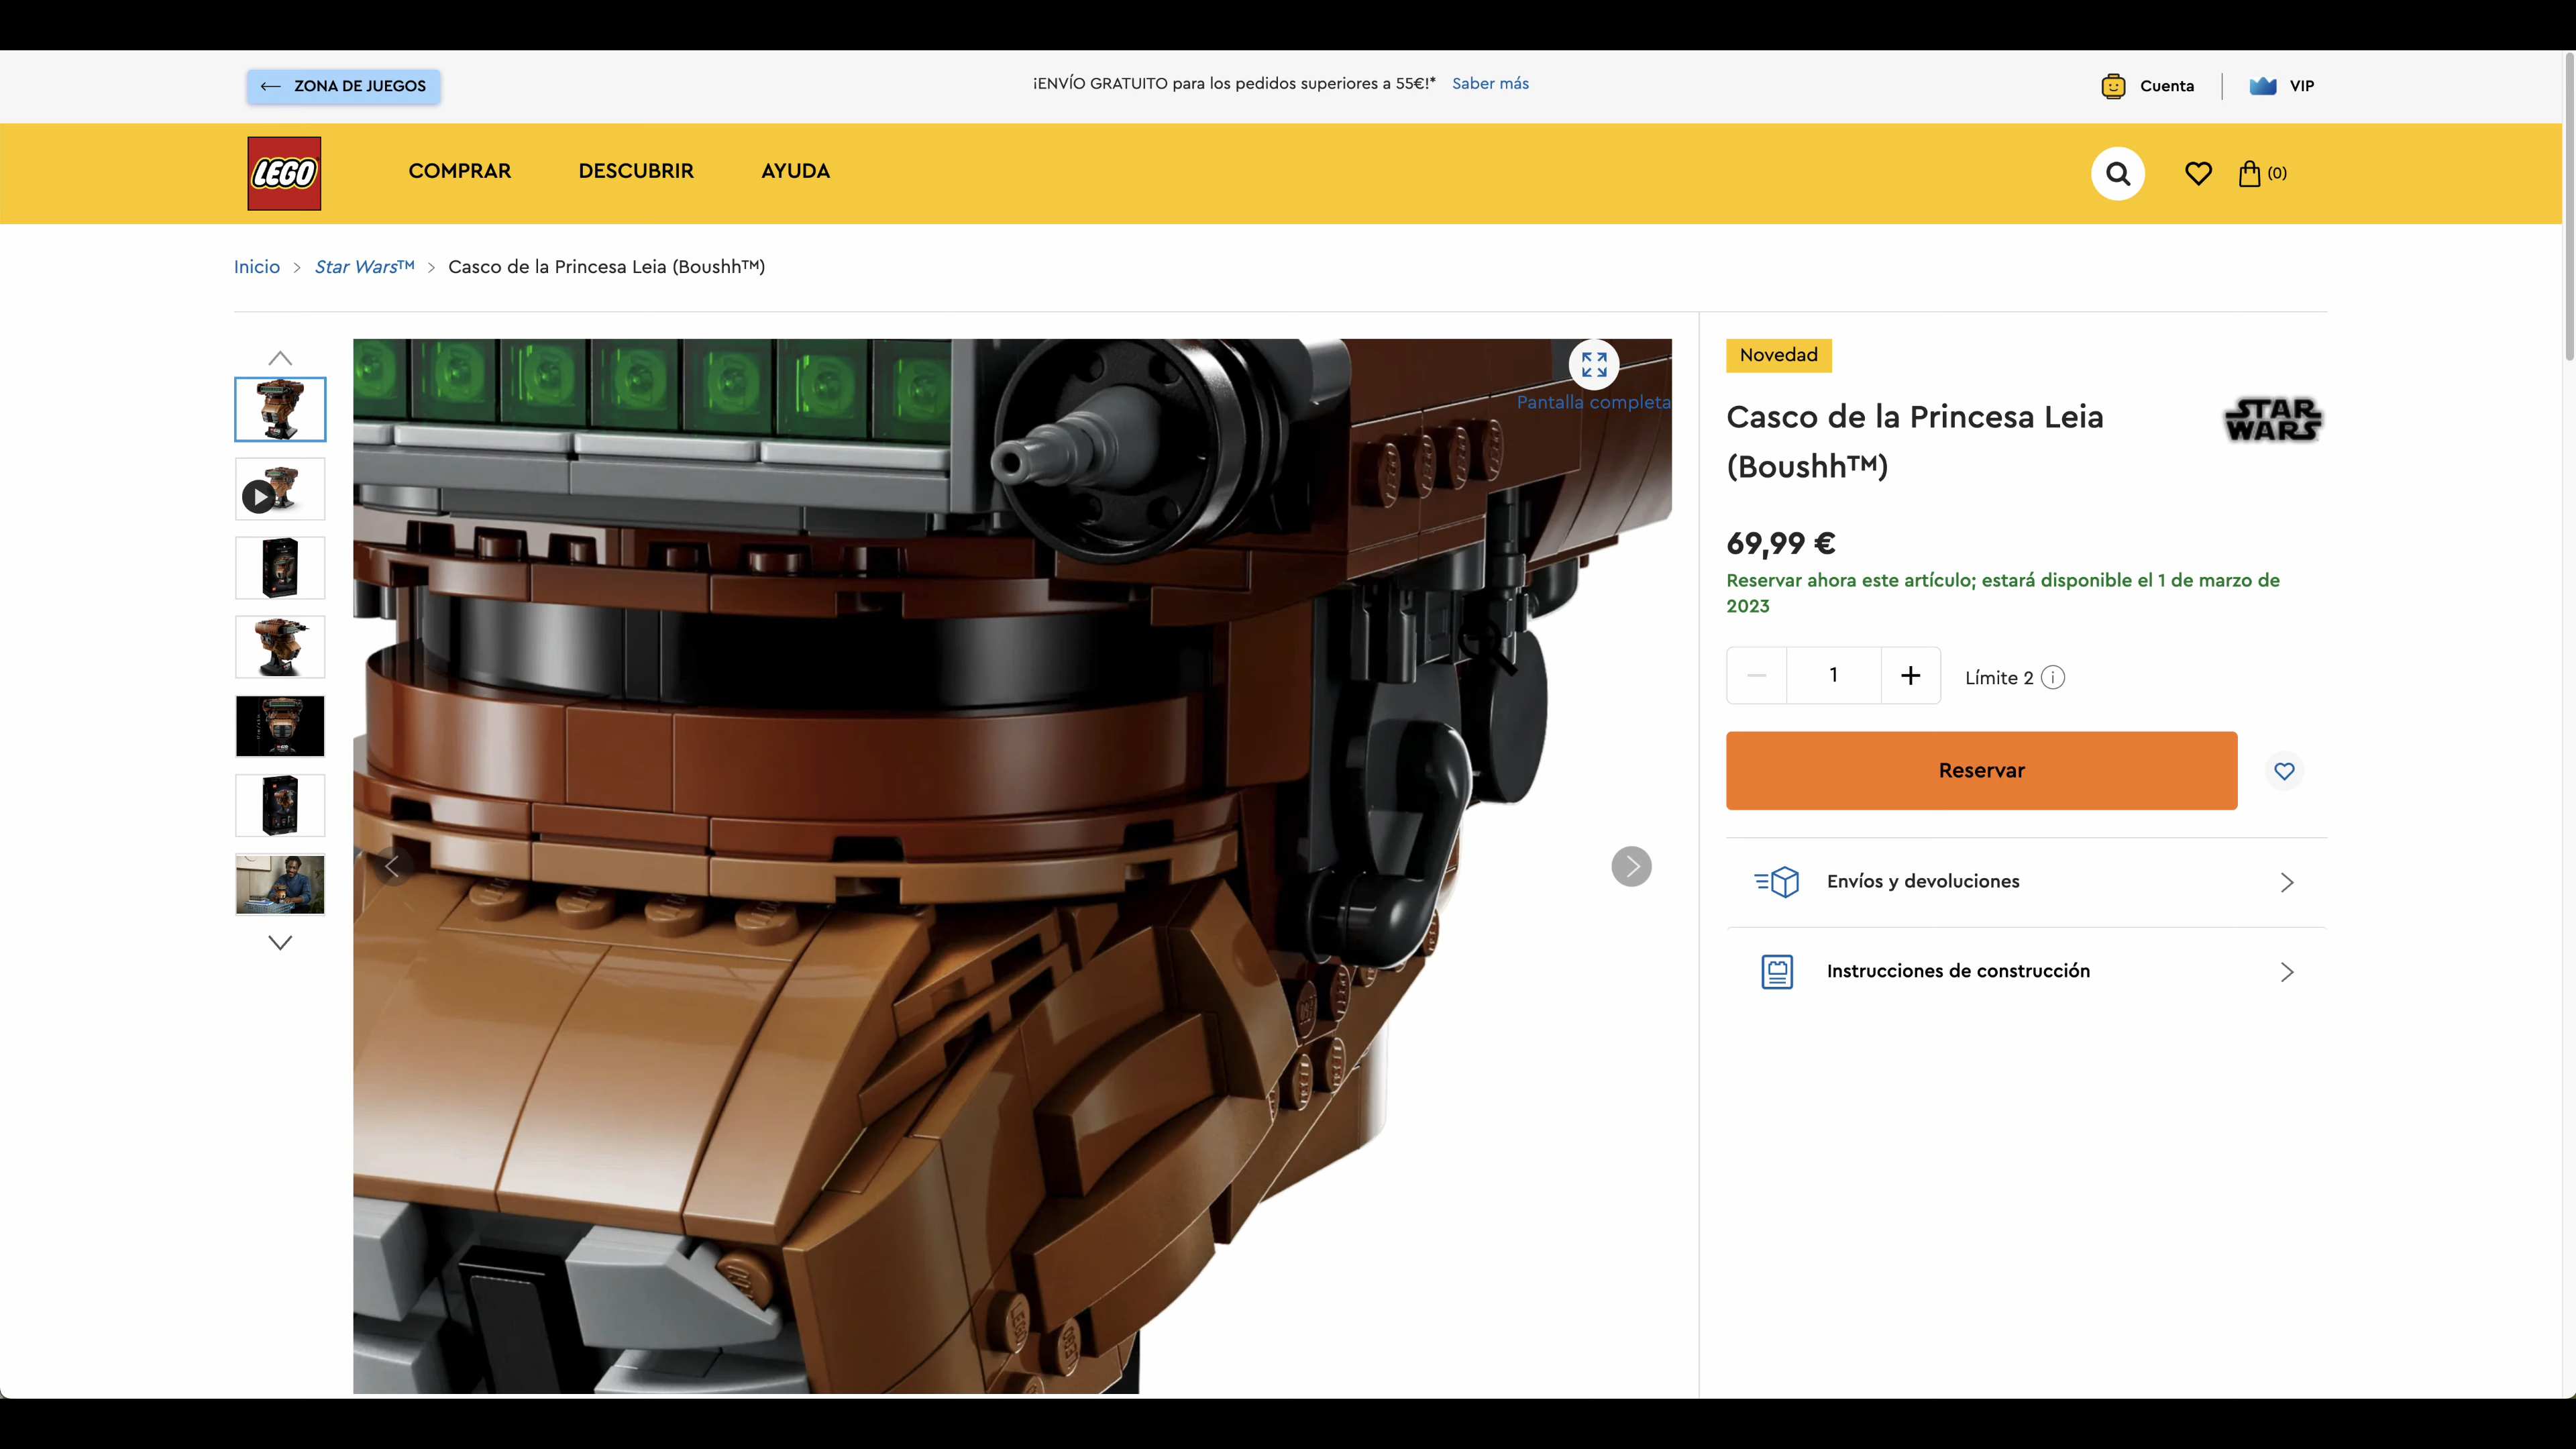 ZONA DE JUEGOS
¡ENVÍO GRATUITO para los pedidos superiores a 55€!* Saber más
Cuenta
VIP
LEGO
COMPRAR
DESCUBRIR
AYUDA
(0)
Inicio > Star Wars™ > Casco de la Princesa Leia (Boushh™)
Pantalla completa
Novedad
Casco de la Princesa Leia
(Boushh™)
STAR
WARS
69,99 €
Reservar ahora este artículo; estará disponible el 1 de marzo de
2023
1
Límite 2
Reservar
Envíos y devoluciones
Instrucciones de construcción